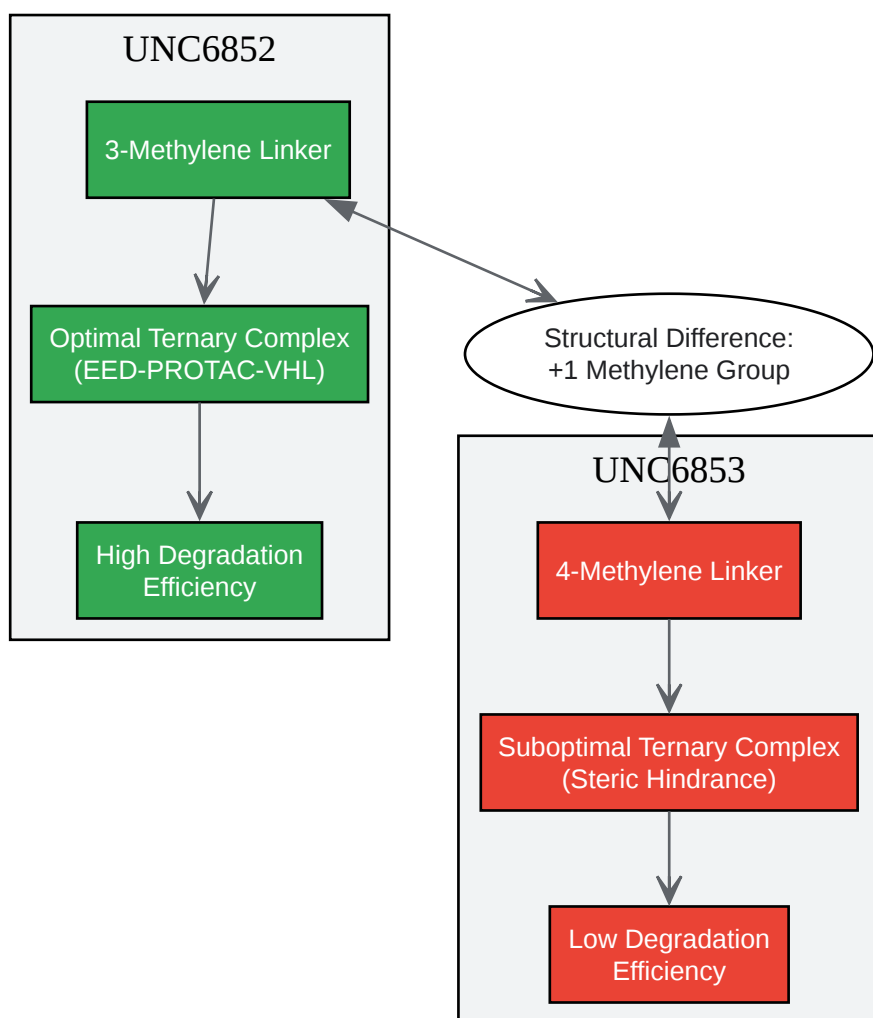 UNC6852
3-Methylene Linker
Optimal Ternary Complex
(EED-PROTAC-VHL)
High Degradation
Efficiency
Structural Difference:
+1 Methylene Group
UNC6853
4-Methylene Linker
Suboptimal Ternary Complex
(Steric Hindrance)
Low Degradation
Efficiency